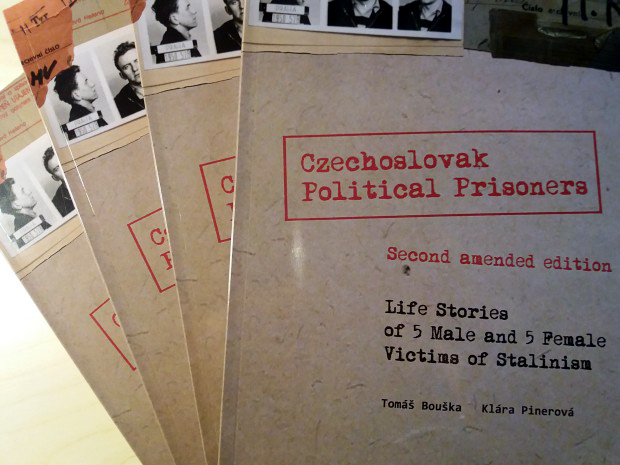 Czechoslovak
Political Prisoners
Second amended edition
Life Stories
of 5 Male and 5 Female
Victims of Stalinism
Tomáš Bouška Klára Pinerová
HV